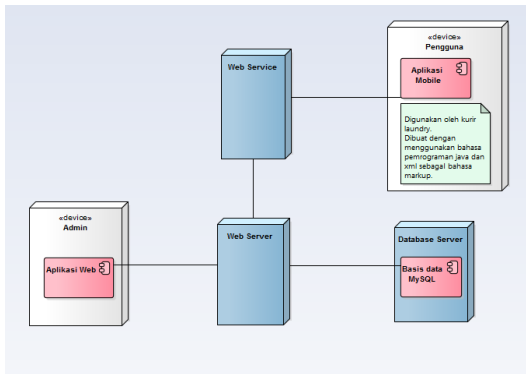 «device»
Pengguna
Aplikasi
Mobile
Digunakan oleh kurir
laundry.
Dibuat dengan
menggunakan bahasa
pemrograman java dan
xml sebagai bahasa
markup.
Web Service
«device»
Admin
Aplikasi Web
Web Server
Database Server
Basis data
MySQL